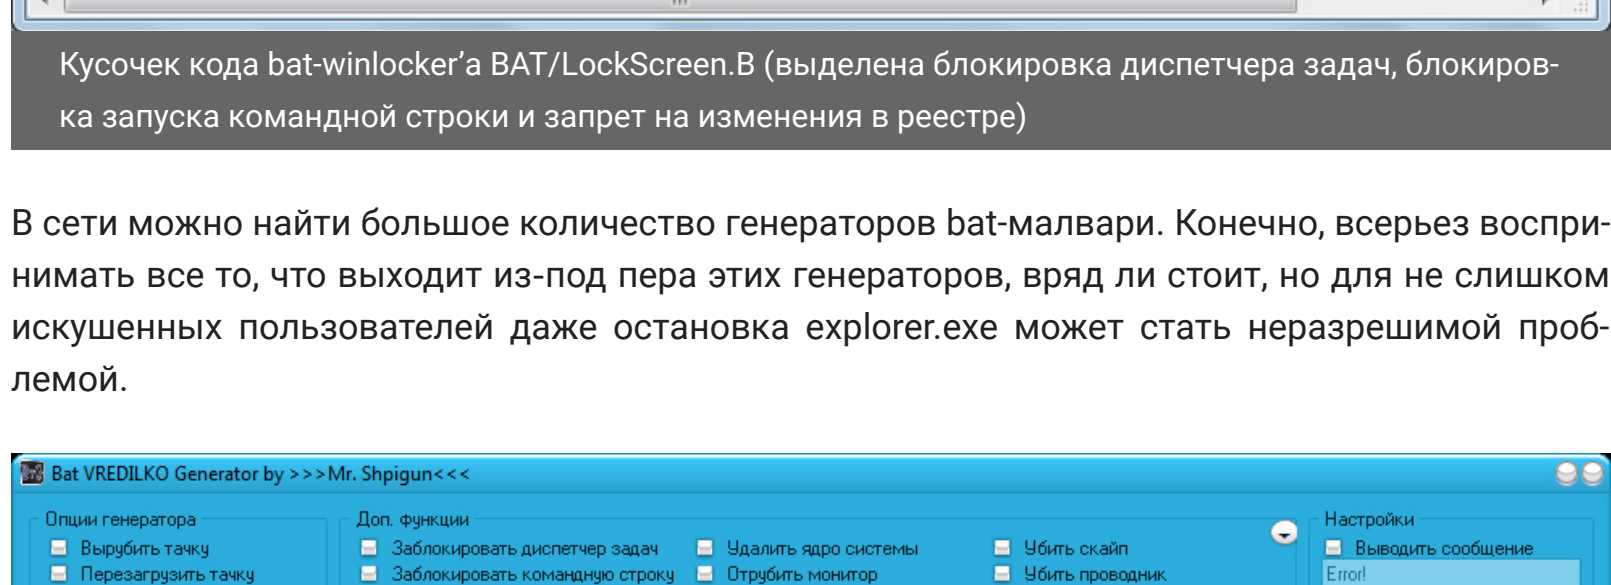 Кусочек кода bat-winlocker’а BAT/LockScreen.B (выделена блокировка диспетчера задач, блокиров-
ка запуска командной строки и запрет на изменения в реестре)
В сети можно найти большое количество генераторов bat-малвари. Конечно, всерьез воспри-
нимать все то, что выходит из-под пера этих генераторов, вряд ли стоит, но для не слишком
искушенных пользователей даже остановка explorer.exe может стать неразрешимой проб-
лемой.
Bat VREDILKO Generator by >>>Mr. Shpigun<<<
Опции генератора Доп. функции Настройки
Вырубить тачку Заблокировать диспетчер задач Удалить ядро системы Убить скайп Выводить сообщение
Перезагрузить тачку Заблокировать командную строку Отрубить монитор Убить проводник Error!